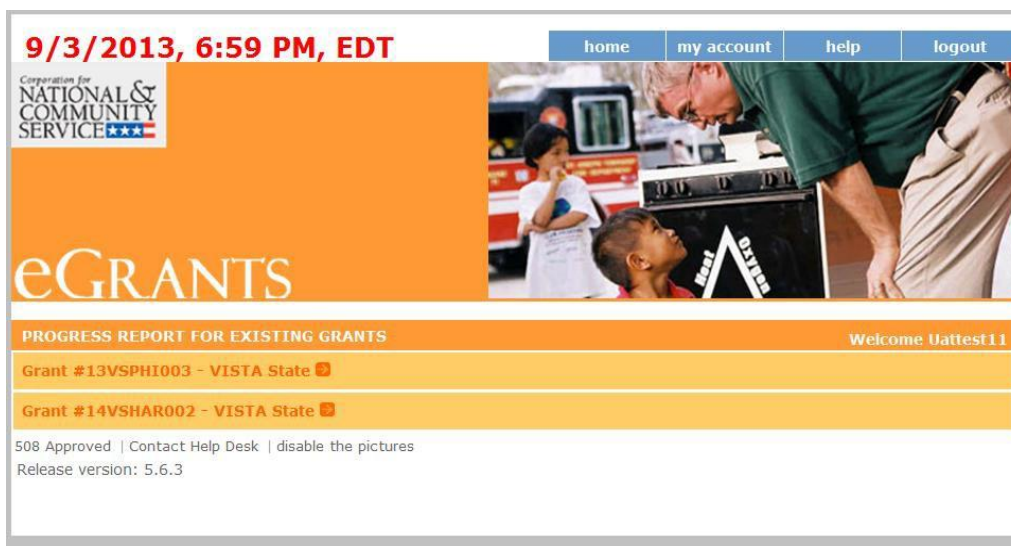 9/3/2013, 6:59 PM, EDT
home my account help logout
Corporation for
NATIONAL &
COMMUNITY
SERVICE
Heat
Oxygen
eGRANTS
PROGRESS REPORT FOR EXISTING GRANTS Welcome Uattest11
Grant #13VSPHI003 - VISTA State
Grant #14VSHAR002 - VISTA State
508 Approved | Contact Help Desk | disable the pictures
Release version: 5.6.3